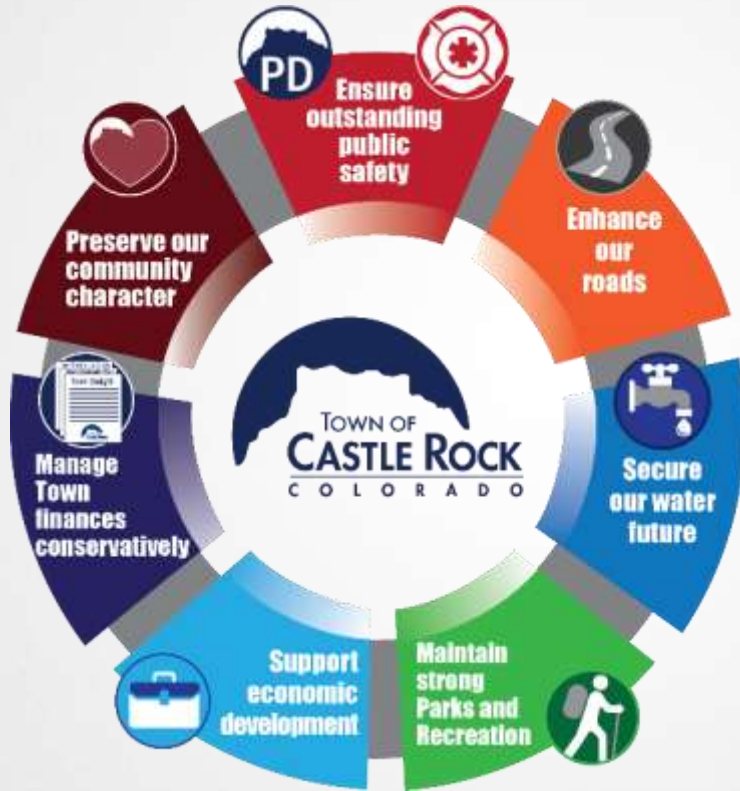 PD
Ensure
outstanding
public
safety
Enhance
our
roads
Secure
our water
future
Maintain
strong
Parks and
Recreation
Support
economic
development
Manage
Town
finances
conservatively
Preserve our
community
character
TOWN OF
CASTLE ROCK
COLORADO